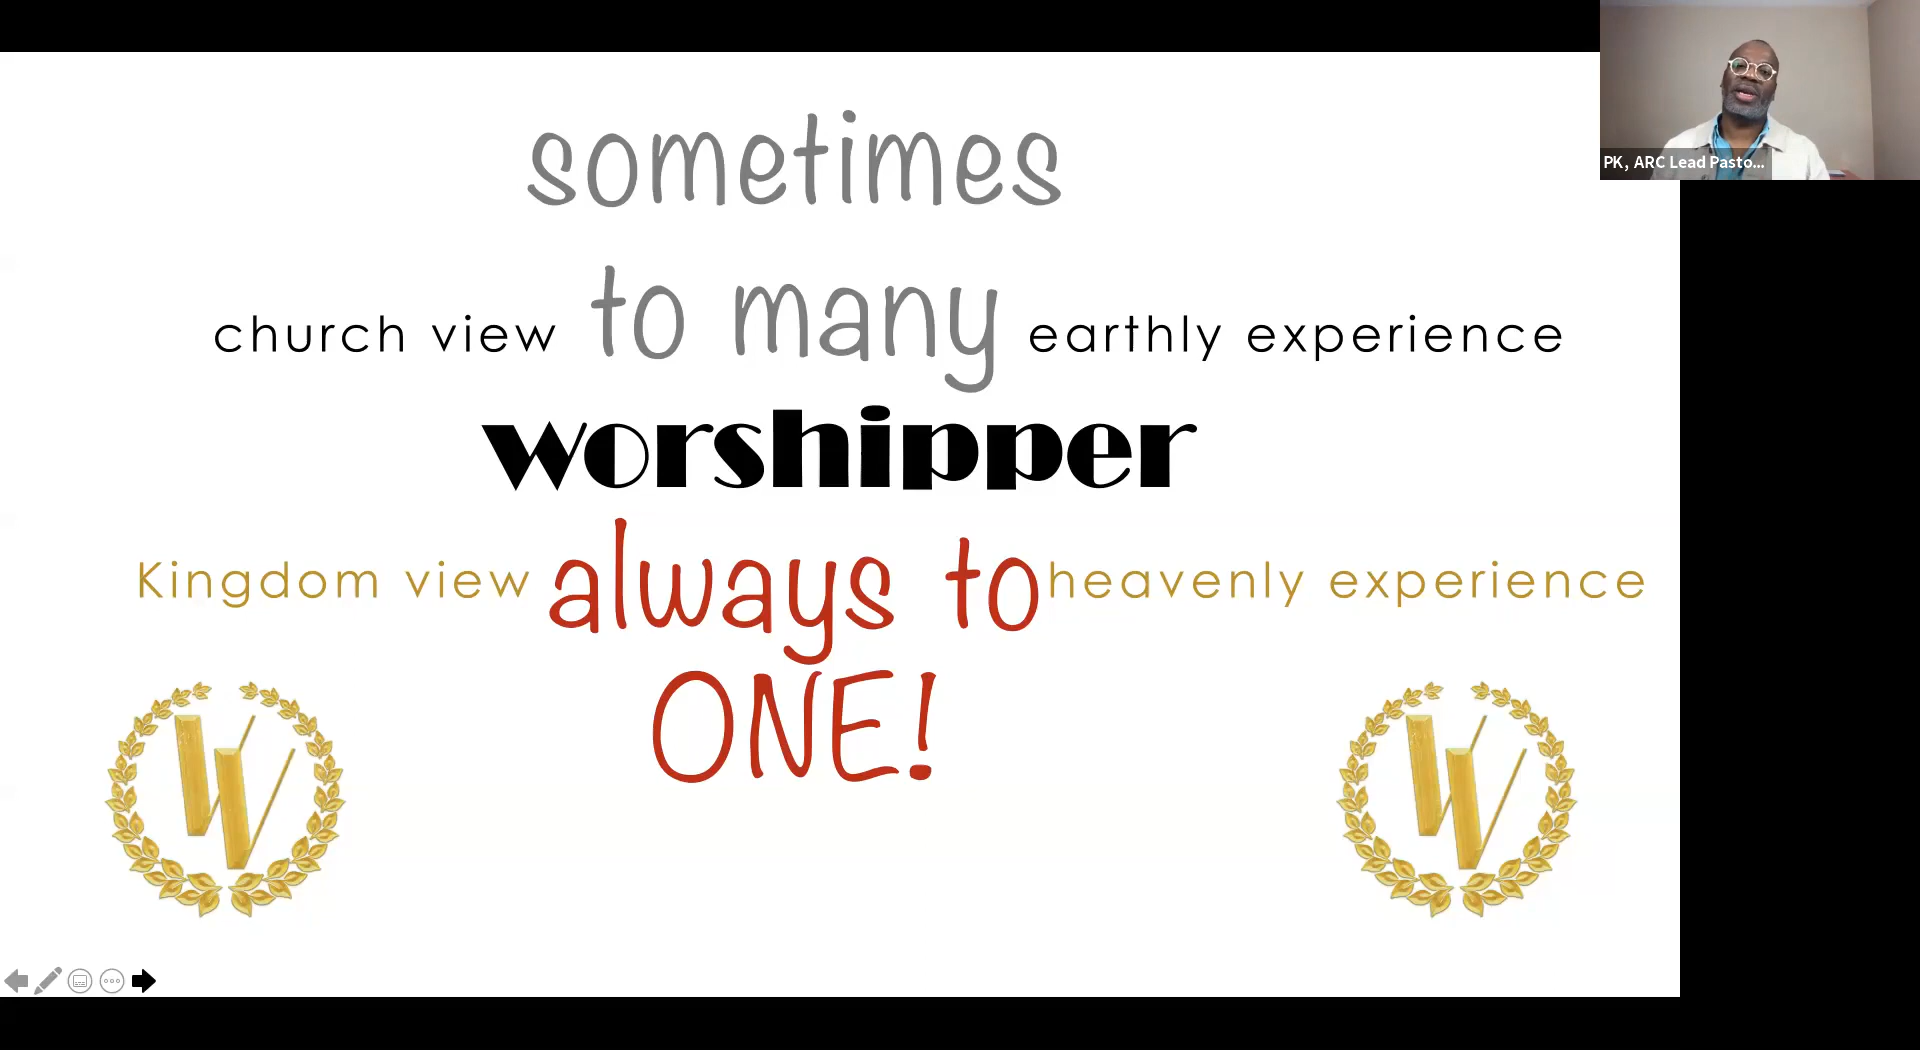 PK, ARC Lead Pasto...
sometimes
church view to many earthly experience
worshipper
Kingdom view always to heavenly experience
ONE!
W
W